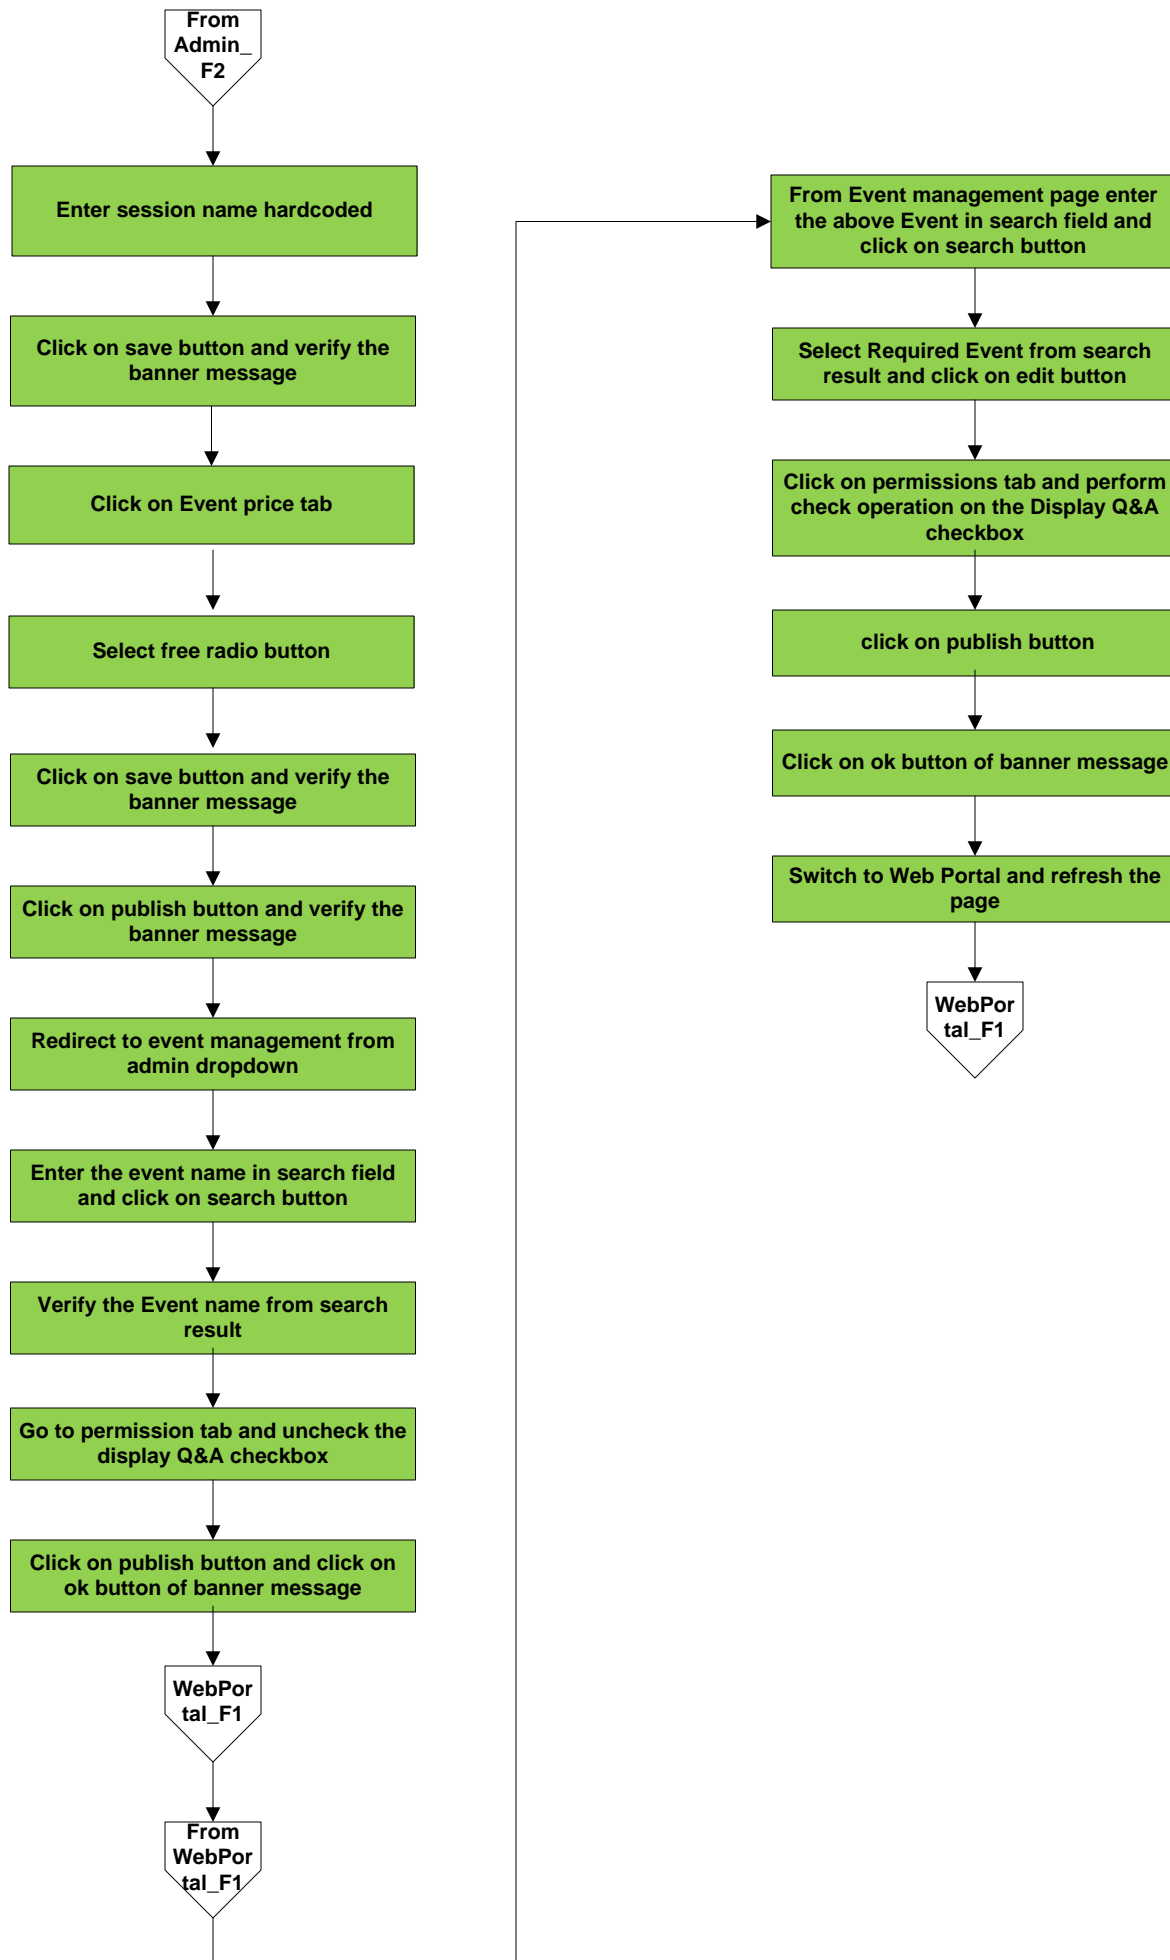 From
Admin_
F2
Enter session name hardcoded
Click on save button and verify the
banner message
Click on Event price tab
Select free radio button
Click on save button and verify the
banner message
Click on publish button and verify the
banner message
Redirect to event management from
admin dropdown
Enter the event name in search field
and click on search button
Verify the Event name from search
result
Go to permission tab and uncheck the
display Q&A checkbox
Click on publish button and click on
ok button of banner message
WebPor
tal_F1
From
WebPor
tal_F1
From Event management page enter
the above Event in search field and
click on search button
Select Required Event from search
result and click on edit button
Click on permissions tab and perform
check operation on the Display Q&A
checkbox
click on publish button
Click on ok button of banner message
Switch to Web Portal and refresh the
page
WebPor
tal_F1